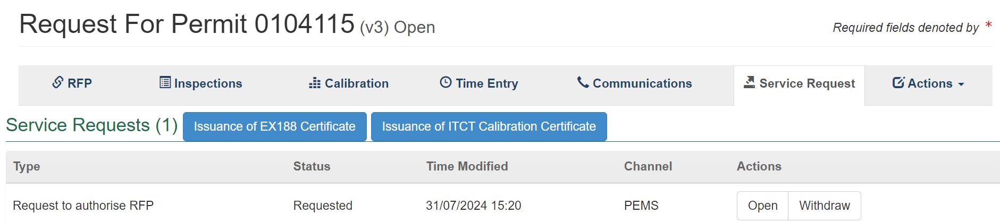 Request For Permit 0104115 (v3) Open
Required fields denoted by *
RFP Inspections Calibration Time Entry Communications Service Request Actions
Service Requests (1) Issuance of EX188 Certificate Issuance of ITCT Calibration Certificate
Type Status Time Modified Channel Actions
Request to authorise RFP Requested 31/07/2024 15:20 PEMS Open Withdraw